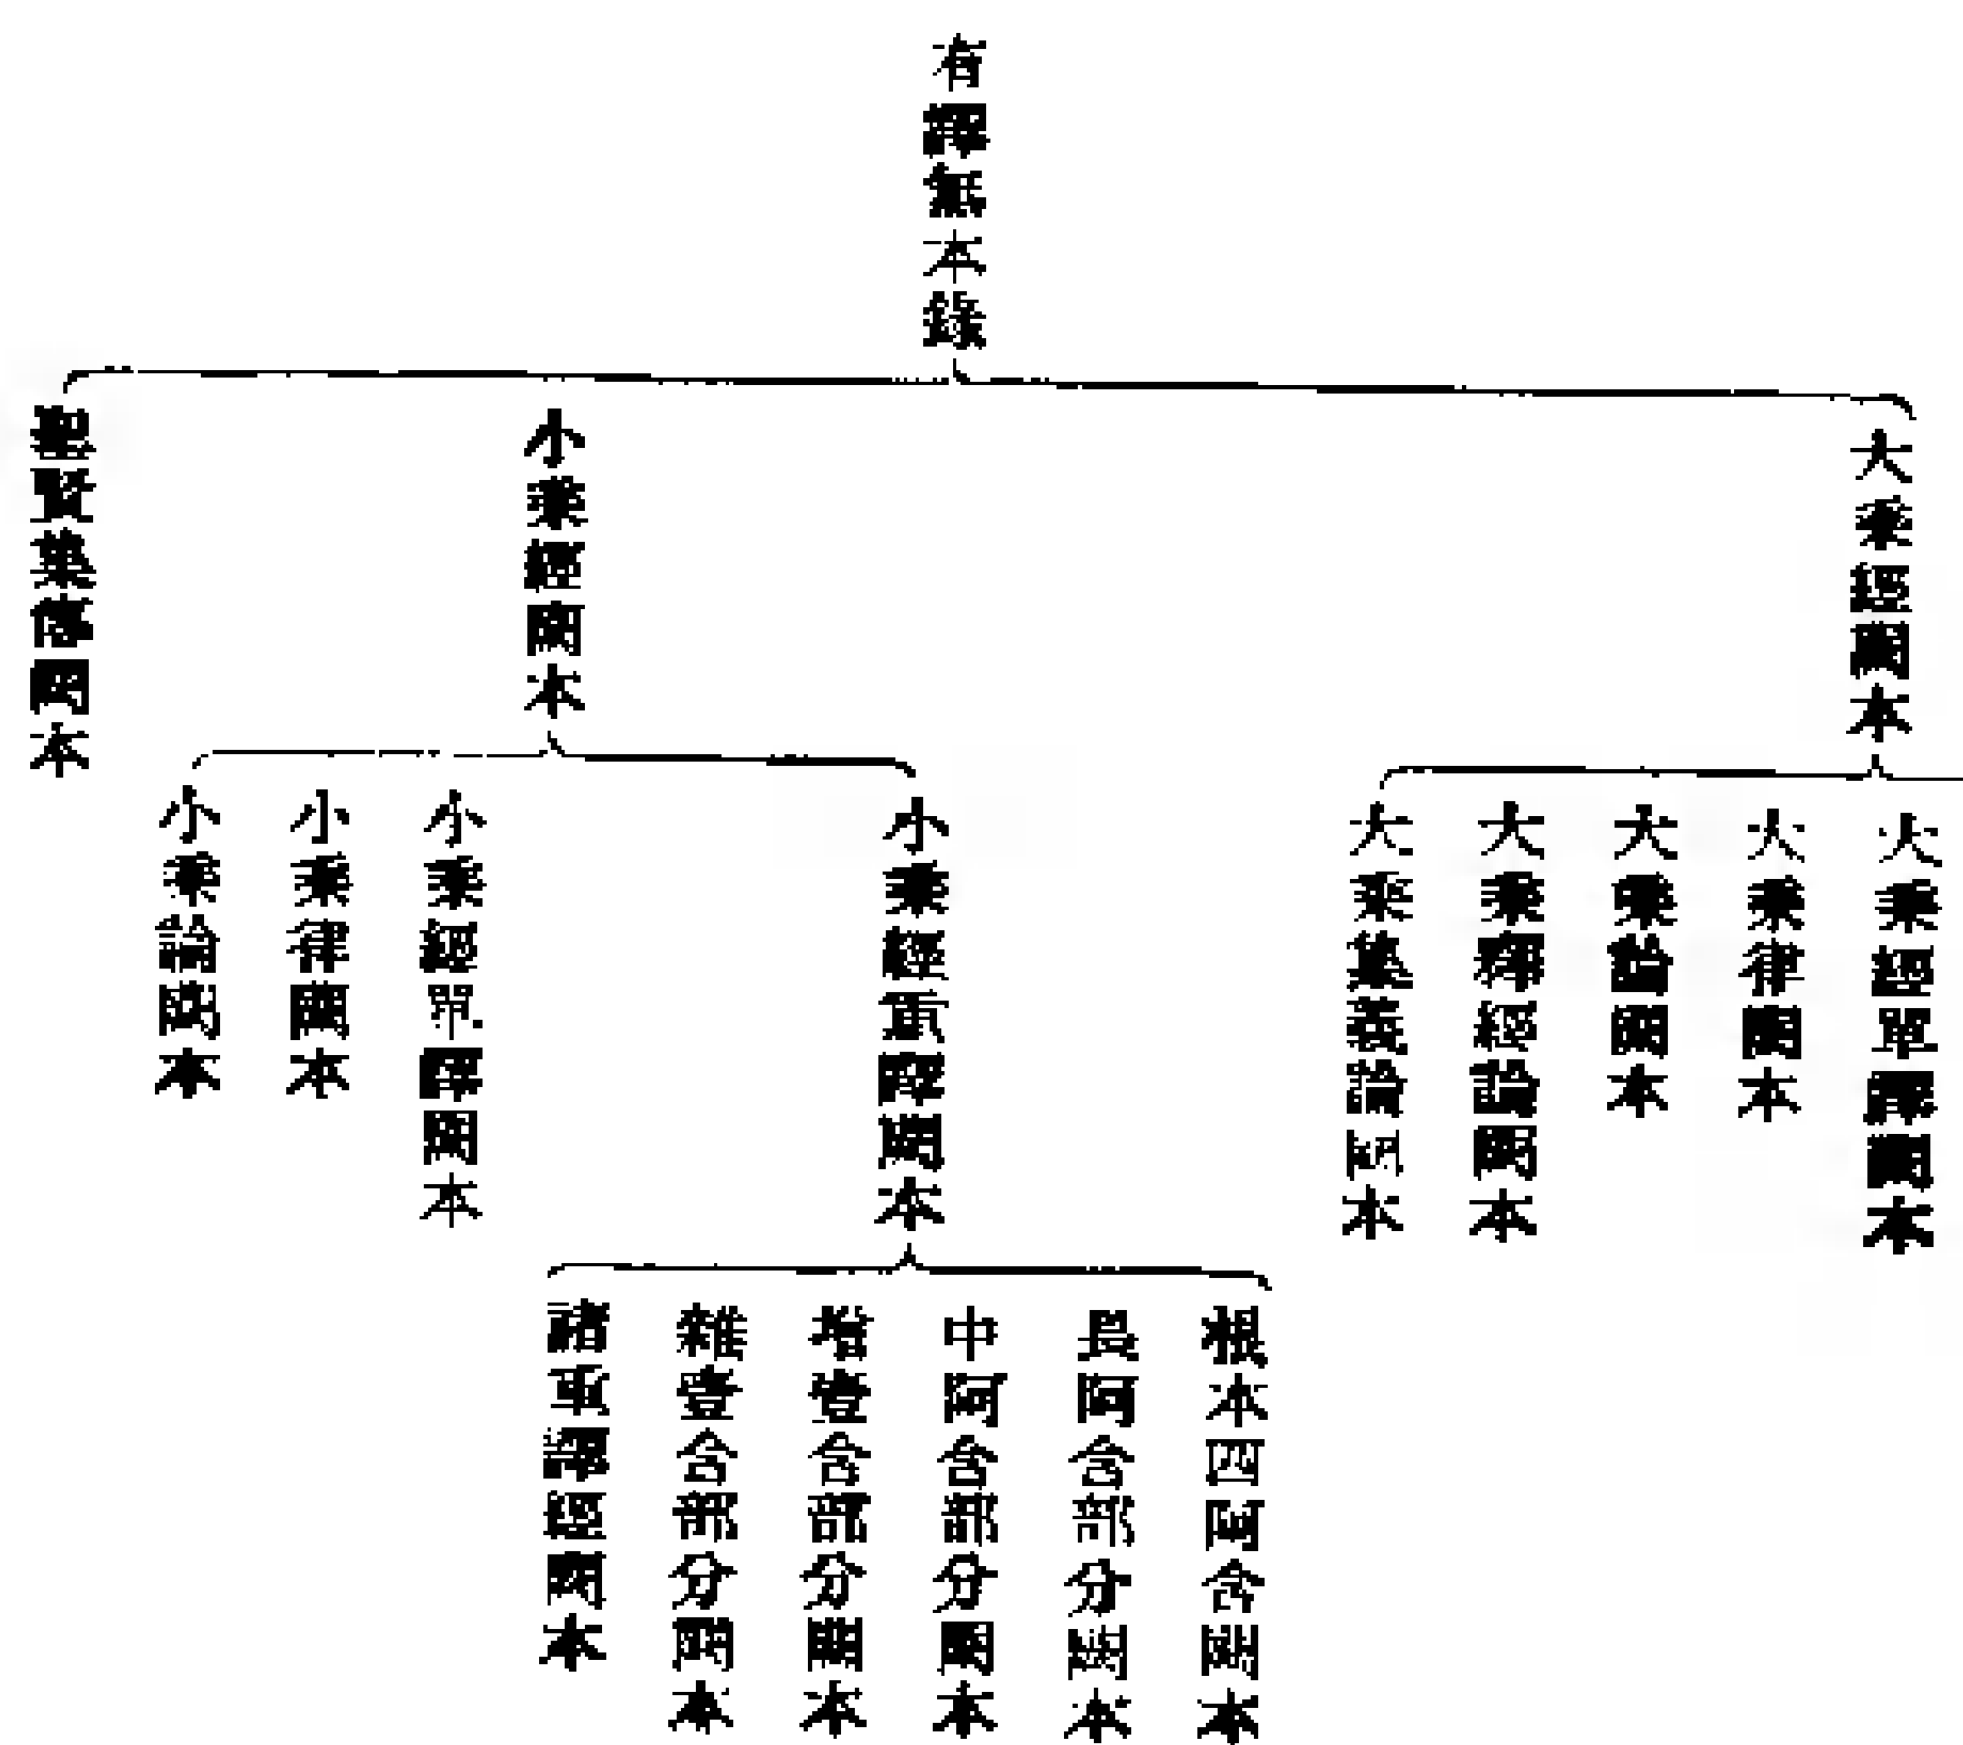 有譯無本錄
大乘經闕本
小乘經闕本
聖賢集傳闕本
大乘經單譯闕本
大乘律闕本
大乘論闕本
大乘釋經論闕本
大乘集義論闕本
小乘經重譯闕本
小乘經單譯闕本
小乘律闕本
小乘論闕本
根本四阿含闕本
長阿含部分闕本
中阿含部分闕本
增壹含部分闕本
雜壹含部分闕本
諸重譯經闕本